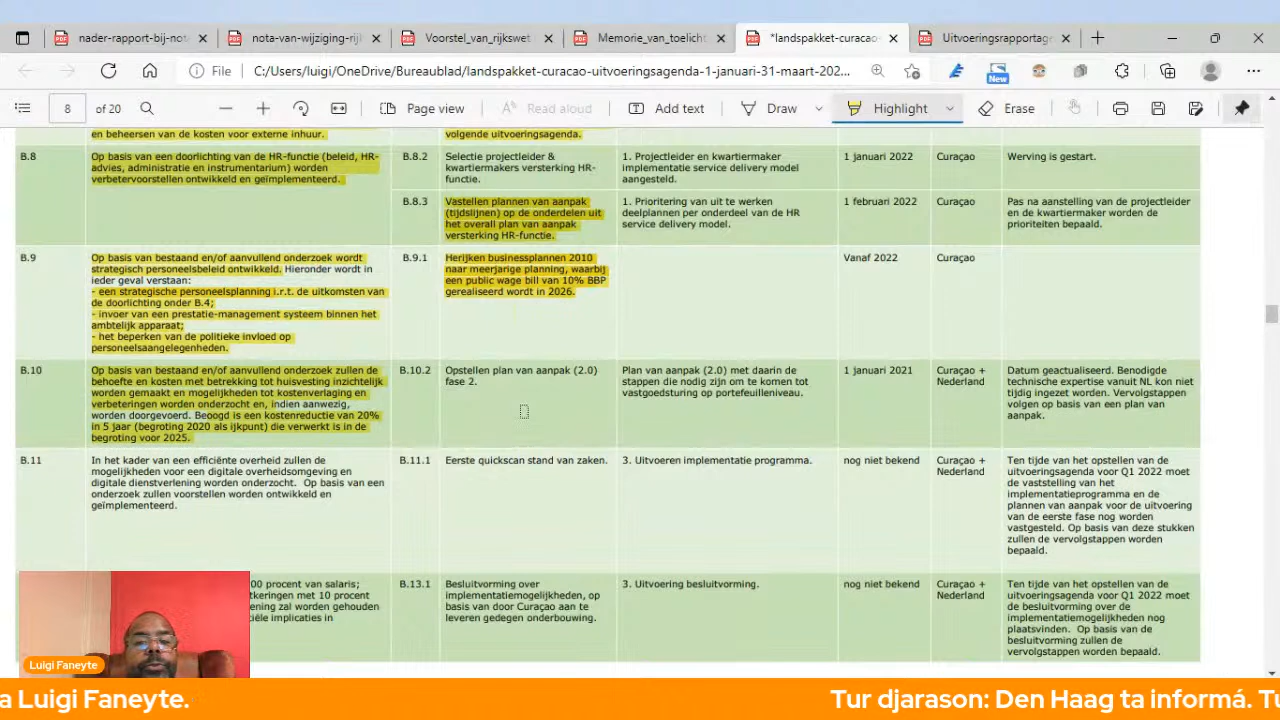 nader-rapport-bij-not
nota-van-wijziging-rijk
Voorstel_van_rijkswet
Memorie_van_toelicht
*landspakket-curacao-
Uitvoeringsrapportage
File
C:/Users/luigi/OneDrive/Bureaublad/landspakket-curacao-uitvoeringsagenda-1-januari-31-maart-202...
New
8
of 20
Page view
Read aloud
Add text
Draw
Highlight
Erase
en beheersen van de kosten voor externe inhuur.
volgende uitvoeringsagenda.
B.8
Op basis van een doorlichting van de HR-functie (beleid, HR-
advies, administratie en instrumentarium) worden
verbetervoorstellen ontwikkeld en geïmplementeerd.
B.8.2
Selectie projectleider &
kwartiermakers versterking HR-
functie.
1. Projectleider en kwartiermaker
implementatie service delivery model
aangesteld.
1 januari 2022
Curaçao
Werving is gestart.
B.8.3
Vastellen plannen van aanpak
(tijdslijnen) op de onderdelen uit
het overall plan van aanpak
versterking HR-functie.
1. Prioritering van uit te werken
deelplannen per onderdeel van de HR
service delivery model.
1 februari 2022
Curaçao
Pas na aanstelling van de projectleider
en de kwartiermaker worden de
prioriteiten bepaald.
B.9
Op basis van bestaand en/of aanvullend onderzoek wordt
strategisch personeelsbeleid ontwikkeld. Hieronder wordt in
ieder geval verstaan:
- een strategische personeelsplanning i.r.t. de uitkomsten van
de doorlichting onder B.4;
- invoer van een prestatie-management systeem binnen het
ambtelijk apparaat;
- het beperken van de politieke invloed op
personeelsaangelegenheden.
B.9.1
Herijken businessplannen 2010
naar meerjarige planning, waarbij
een public wage bill van 10% BBP
gerealiseerd wordt in 2026.
Vanaf 2022
Curaçao
B.10
Op basis van bestaand en/of aanvullend onderzoek zullen de
behoefte en kosten met betrekking tot huisvesting inzichtelijk
worden gemaakt en mogelijkheden tot kostenverlaging en
verbeteringen worden onderzocht en, indien aanwezig,
worden doorgevoerd. Beoogd is een kostenreductie van 20%
in 5 jaar (begroting 2020 als ijkpunt) die verwerkt is in de
begroting voor 2025.
B.10.2
Opstellen plan van aanpak (2.0)
fase 2.
Plan van aanpak (2.0) met daarin de
stappen die nodig zijn om te komen tot
vastgoedsturing op portefeuilleniveau.
1 januari 2021
Curaçao +
Nederland
Datum geactualiseerd. Benodigde
technische expertise vanuit NL kon niet
tijdig ingezet worden. Vervolgstappen
volgen op basis van een plan van
aanpak.
B.11
In het kader van een efficiënte overheid zullen de
mogelijkheden voor een digitale overheidsomgeving en
digitale dienstverlening worden onderzocht. Op basis van een
onderzoek zullen voorstellen worden ontwikkeld en
geïmplementeerd.
B.11.1
Eerste quickscan stand van zaken.
3. Uitvoeren implementatie programma.
nog niet bekend
Curaçao +
Nederland
Ten tijde van het opstellen van de
uitvoeringsagenda voor Q1 2022 moet
de vaststelling van het
implementatieprogramma en de
plannen van aanpak voor de uitvoering
van de eerste fase nog worden
vastgesteld. Op basis van deze stukken
zullen de vervolgstappen worden
bepaald.
00 procent van salaris;
tkeringen met 10 procent
ening zal worden gehouden
ciële implicaties in
B.13.1
Besluitvorming over
implementatiemogelijkheden, op
basis van door Curaçao aan te
leveren gedegen onderbouwing.
3. Uitvoering besluitvorming.
nog niet bekend
Curaçao +
Nederland
Ten tijde van het opstellen van de
uitvoeringsagenda voor Q1 2022 moet
de besluitvorming over de
implementatiemogelijkheden nog
plaatsvinden. Op basis van de
besluitvorming zullen de
vervolgstappen worden bepaald.
Luigi Faneyte
a Luigi Faneyte.
Tur djarason: Den Haag ta informá. Tu